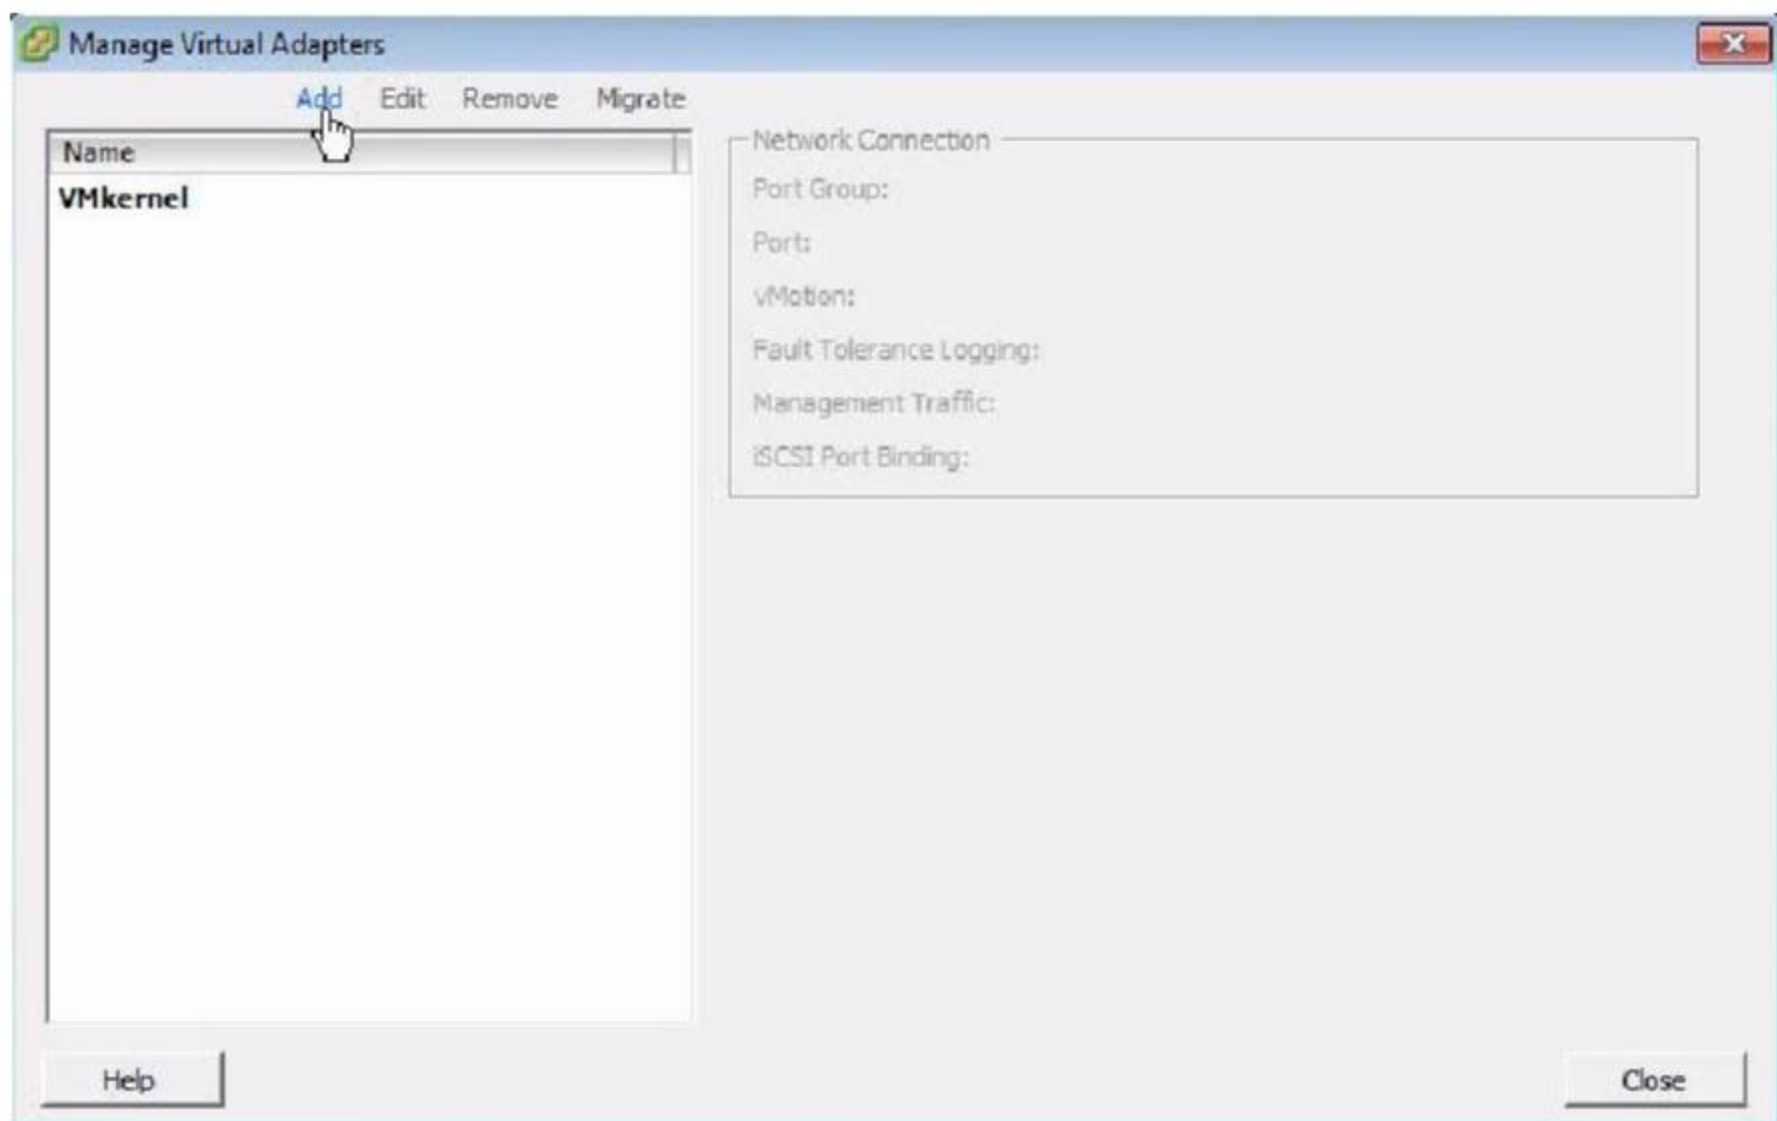 Manage Virtual Adapters
Add Edit Remove Migrate
Name
VMkernel
Network Connection
Port Group:
Port:
vMotion:
Fault Tolerance Logging:
Management Traffic:
iSCSI Port Binding:
Help
Close